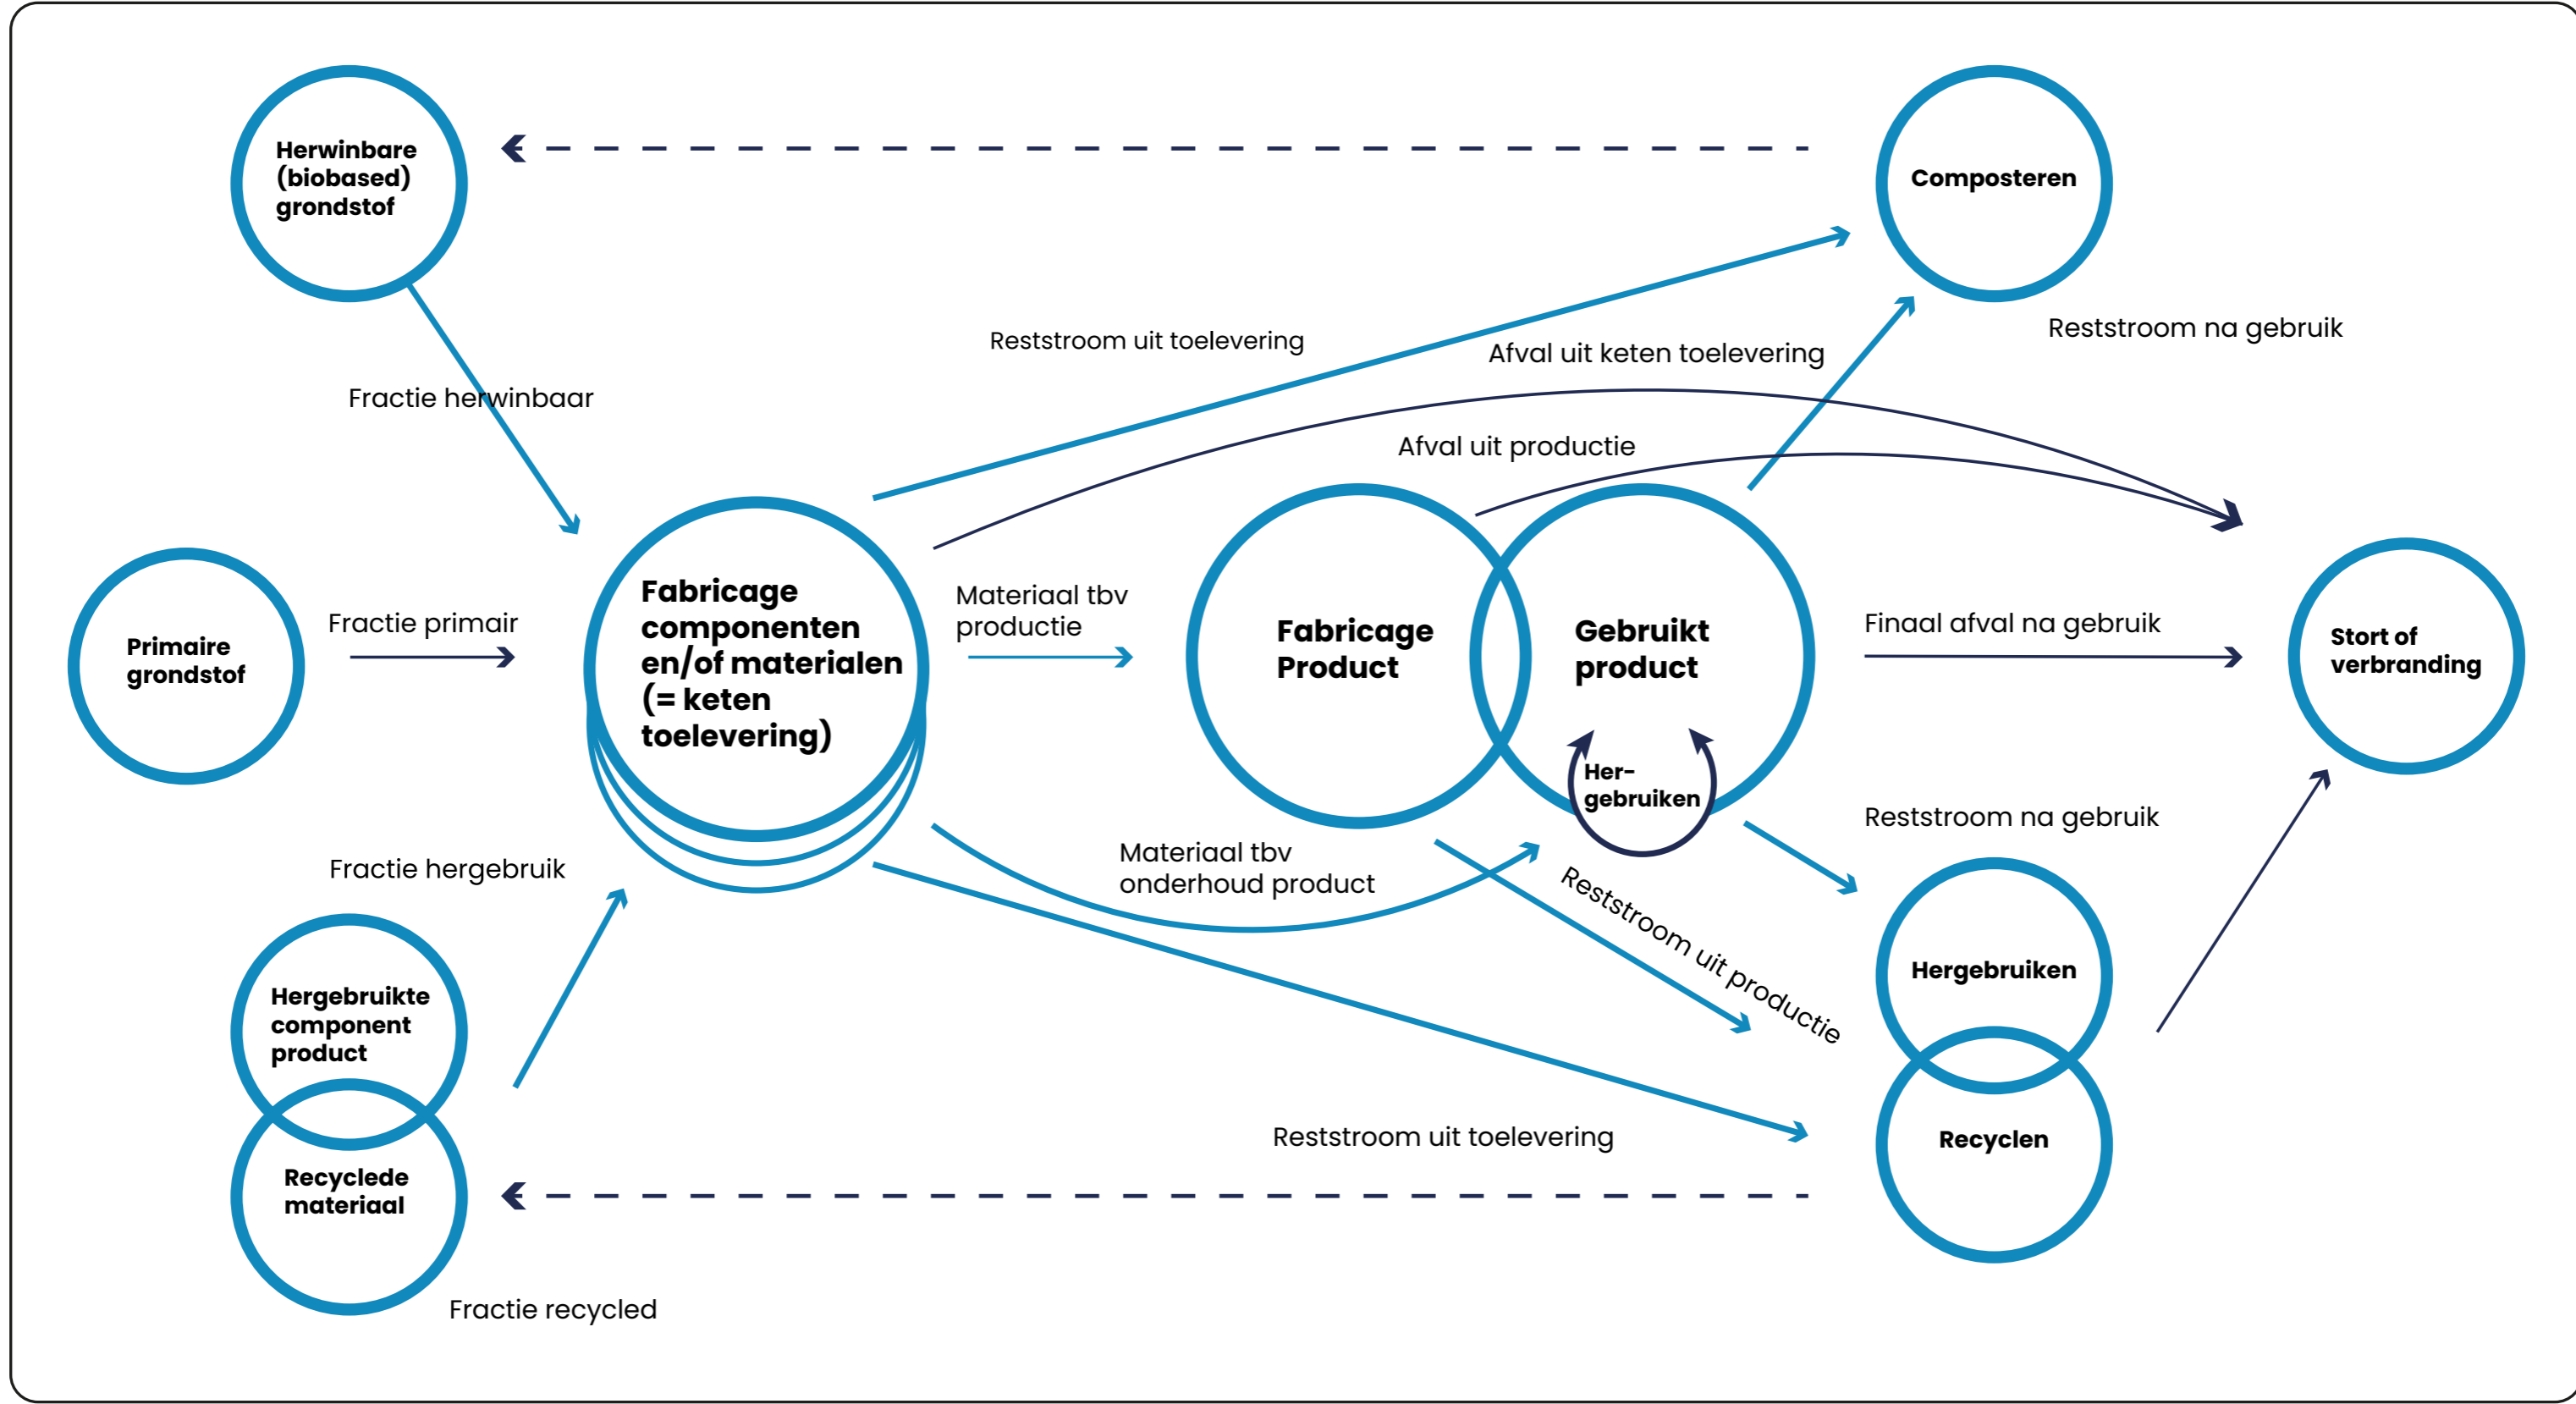 Herwinbare
(biobased)
grondstof
Composteren
Reststroom uit toelevering
Afval uit keten toelevering
Reststroom na gebruik
Fractie herwinbaar
Afval uit productie
Primaire
grondstof
Fractie primair
Fabricage
componenten
en/of materialen
(= keten
toelevering)
Materiaal tbv
productie
Fabricage
Product
Gebruikt
product
Her-
gebruiken
Finaal afval na gebruik
Stort of
verbranding
Reststroom na gebruik
Fractie hergebruik
Materiaal tbv
onderhoud product
Reststroom uit productie
Hergebruikte
component
product
Hergebruiken
Recyclede
materiaal
Reststroom uit toelevering
Recyclen
Fractie recycled